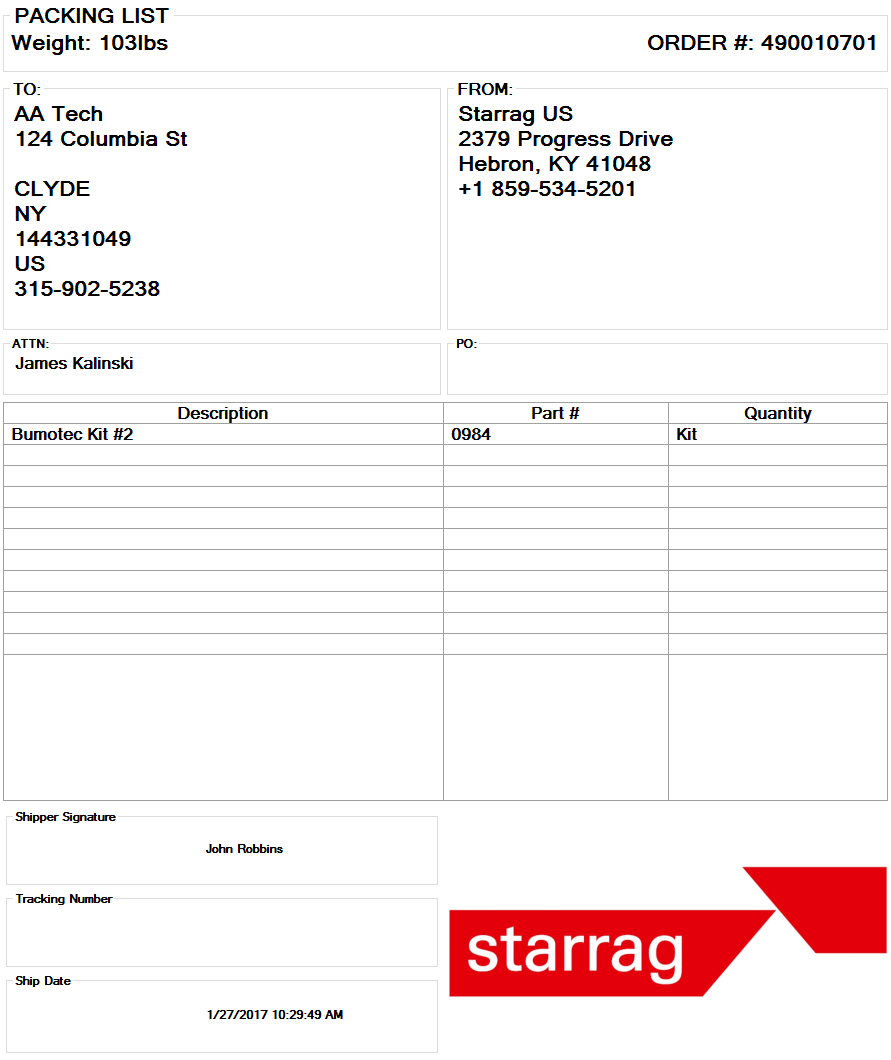 PACKING LIST
Weight: 103lbs
ORDER #: 490010701
TO:
AA Tech
124 Columbia St
CLYDE
NY
144331049
US
315-902-5238
FROM:
Starrag US
2379 Progress Drive
Hebron, KY 41048
+1 859-534-5201
ATTN:
James Kalinski
PO:
Description Part # Quantity
Bumotec Kit #2 0984 Kit
Shipper Signature
John Robbins
Tracking Number
Ship Date
1/27/2017 10:29:49 AM
starrag